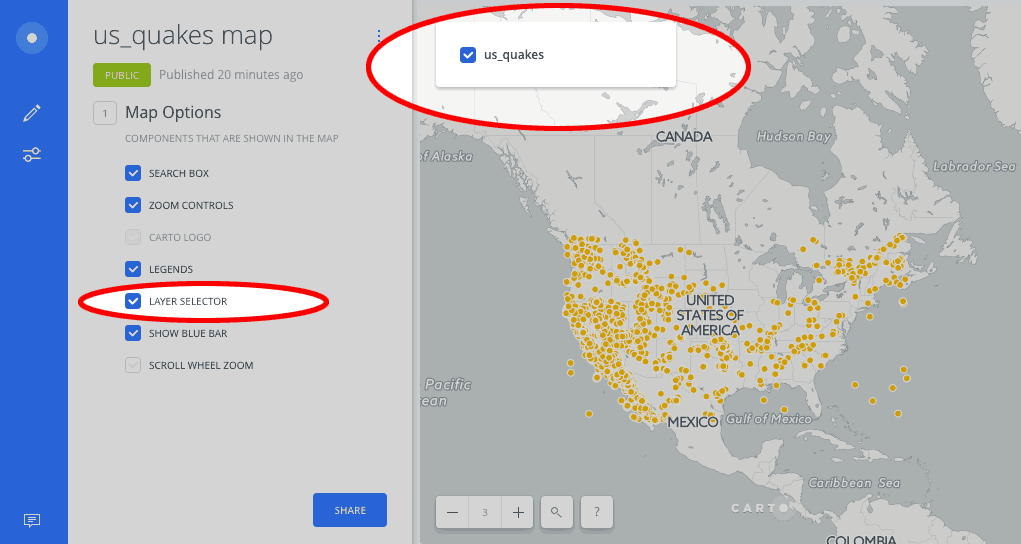 us_quakes map
PUBLIC Published 20 minutes ago
1 Map Options
COMPONENTS THAT ARE SHOWN IN THE MAP
SEARCH BOX
ZOOM CONTROLS
CARTO LOGO
LEGENDS
LAYER SELECTOR
SHOW BLUE BAR
SCROLL WHEEL ZOOM
SHARE
us_quakes
CANADA
Hudson Bay
of Alaska
Labrador Sea
UNITED
STATES OF
AMERICA
Pacific
ean
MEXICO
Gulf of Mexico
Caribbean Sea
3
?
CARTO
COLOMBIA